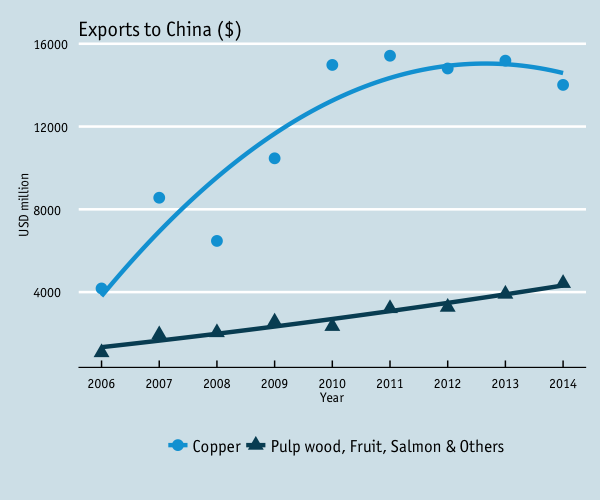 Exports to China ($)
16000
12000
8000
4000
USD million
2006 2007 2008 2009 2010 2011 2012 2013 2014
Year
Copper Pulp wood, Fruit, Salmon & Others